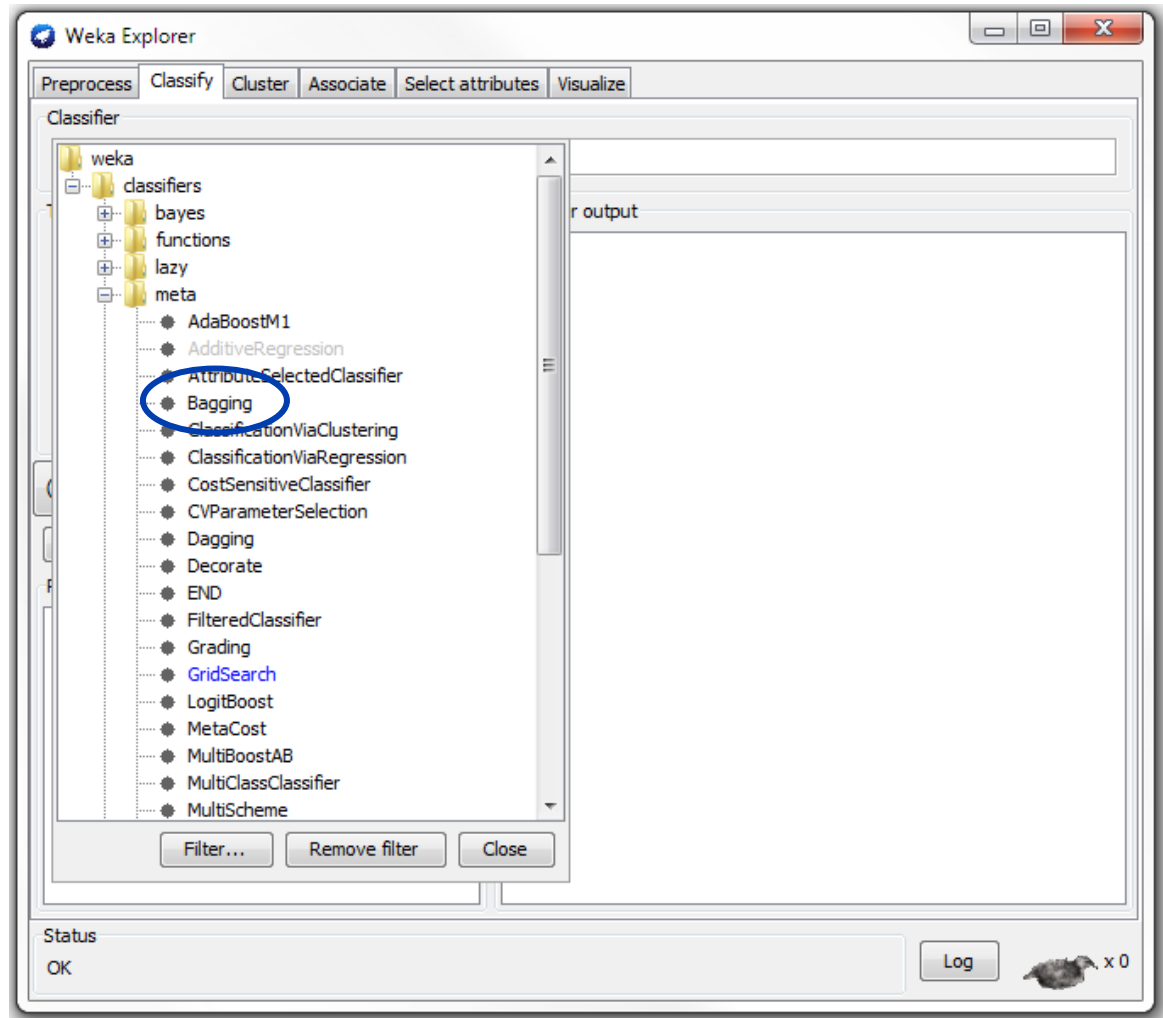 Weka Explorer
Preprocess Classify Cluster Associate Select attributes Visualize
Classifier
weka
classifiers
bayes
r output
functions
lazy
meta
AdaBoostM1
AdditiveRegression
AttributeSelectedClassifier
Bagging
ClassificationViaClustering
ClassificationViaRegression
CostSensitiveClassifier
CVParameterSelection
Dagging
Decorate
END
FilteredClassifier
Grading
GridSearch
LogitBoost
MetaCost
MultiBoostAB
MultiClassClassifier
MultiScheme
Filter... Remove filter Close
Status
OK
Log
x 0